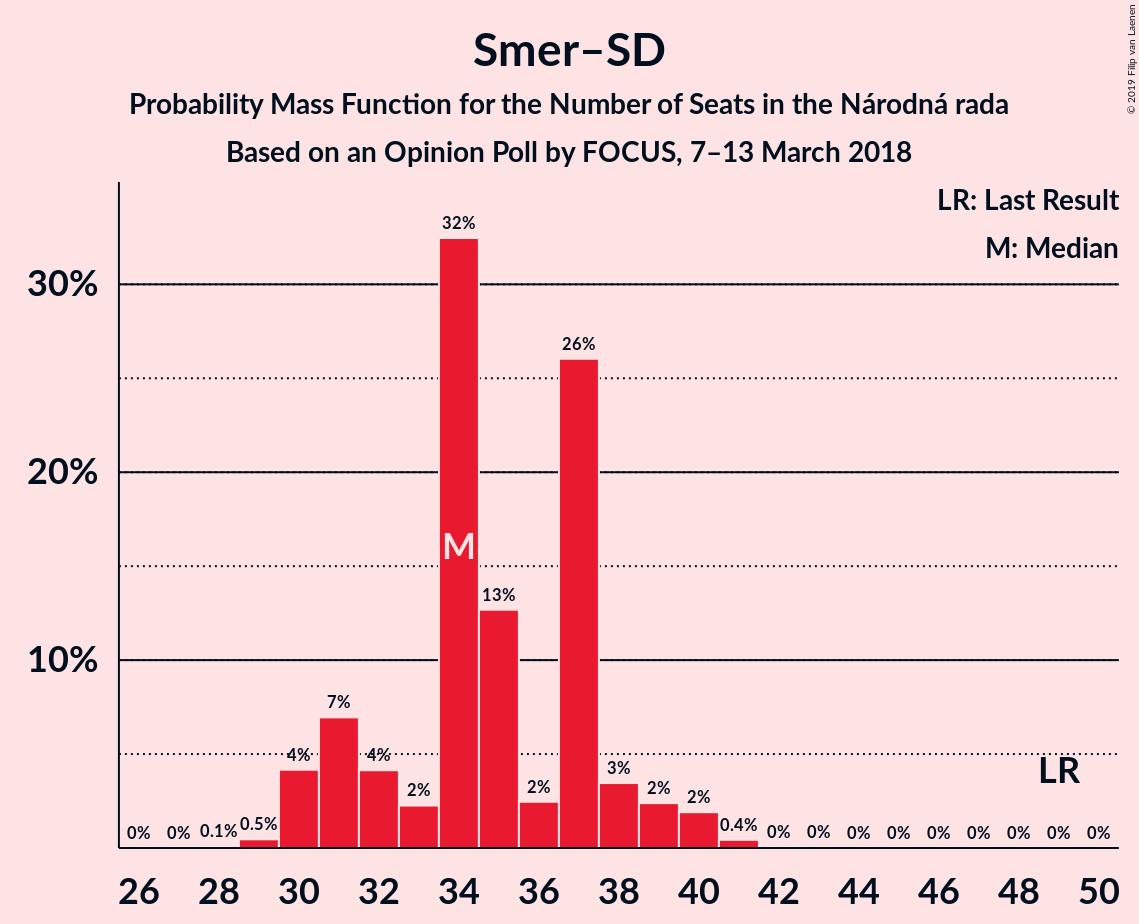 Smer–SD
Probability Mass Function for the Number of Seats in the Národná rada
Based on an Opinion Poll by FOCUS, 7–13 March 2018
© 2019 Filip van Laenen
LR: Last Result
M: Median
30%
20%
10%
0% 0% 0.1% 0.5% 4% 7% 4% 2% 32% 13% 2% 26% 3% 2% 2% 0.4% 0% 0% 0% 0% 0% 0% 0% 0% 0%
M
LR
26 28 30 32 34 36 38 40 42 44 46 48 50